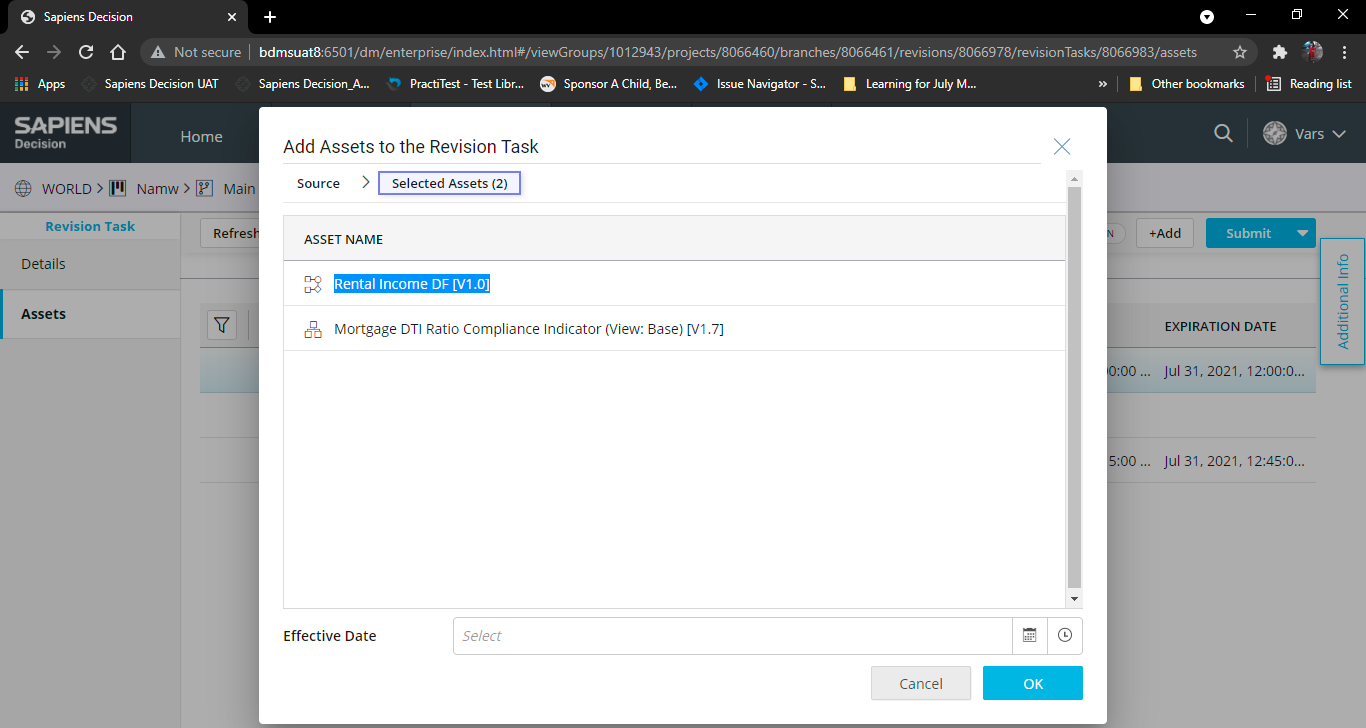 Sapiens Decision
Not secure
bdmsuat8:6501/dm/enterprise/index.html#/viewGroups/1012943/projects/8066460/branches/8066461/revisions/8066978/revisionTasks/8066983/assets
Apps Sapiens Decision UAT Sapiens Decision_A... PractiTest - Test Libr... Sponsor A Child, Be... Issue Navigator - S... Learning for July M... » Other bookmarks Reading list
SAPIENS
Decision
Home
Vars
WORLD > Namw > Main
Revision Task
Details
Assets
Refresh
N
+Add
Submit
Additional Info
EXPIRATION DATE
00:00 ... Jul 31, 2021, 12:00:0...
5:00 ... Jul 31, 2021, 12:45:0...
Add Assets to the Revision Task
Source > Selected Assets (2)
ASSET NAME
Rental Income DF [V1.0]
Mortgage DTI Ratio Compliance Indicator (View: Base) [V1.7]
Effective Date
Select
Cancel
OK